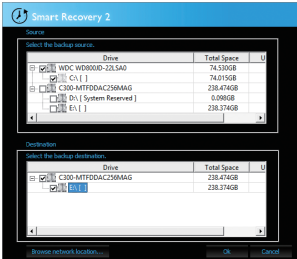 Smart Recovery 2
Source
Select the backup source.
Drive Total Space U
WDC WD800JD-22LSA0 74.530GB
C:\ [ ] 74.015GB
C300-MTFDDAC256MAG 238.474GB
D:\ [ System Reserved ] 0.098GB
E:\ [ ] 238.374GB
Destination
Select the backup destination.
Drive Total Space U
C300-MTFDDAC256MAG 238.474GB
E:\ [ ] 238.374GB
Browse network location... Ok Cancel